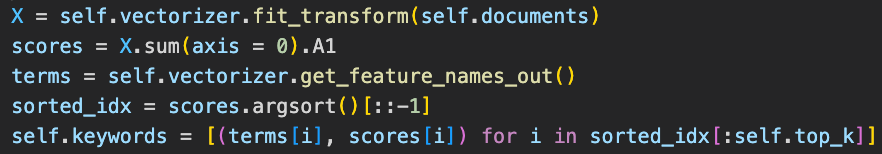 X = self.vectorizer.fit_transform(self.documents)
scores = X.sum(axis = 0).A1
terms = self.vectorizer.get_feature_names_out()
sorted_idx = scores.argsort()[::-1]
self.keywords = [(terms[i], scores[i]) for i in sorted_idx[:self.top_k]]